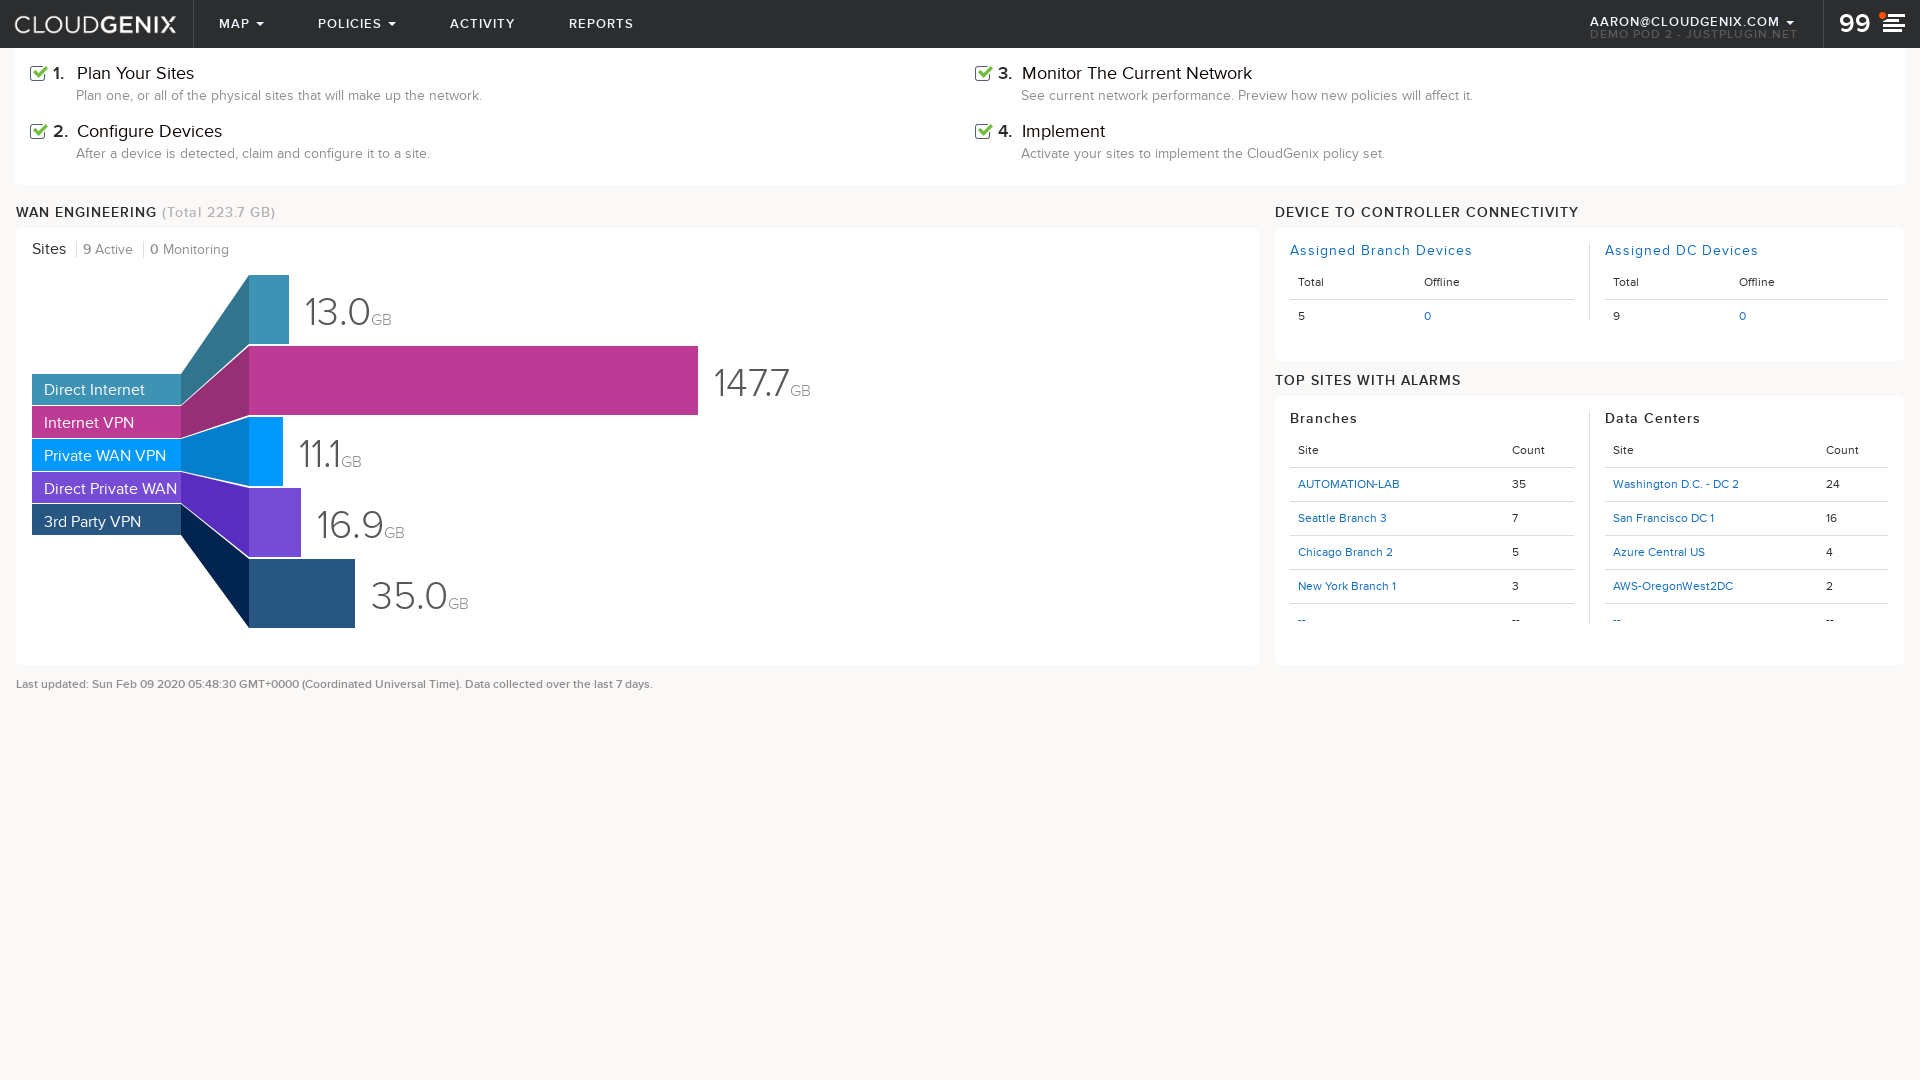 CLOUDGENIX
MAP
POLICIES
ACTIVITY
REPORTS
AARON@CLOUDGENIX.COM
DEMO POD 2 - JUSTPLUGIN.NET
99
1. Plan Your Sites
Plan one, or all of the physical sites that will make up the network.
2. Configure Devices
After a device is detected, claim and configure it to a site.
3. Monitor The Current Network
See current network performance. Preview how new policies will affect it.
4. Implement
Activate your sites to implement the CloudGenix policy set.
WAN ENGINEERING (Total 223.7 GB)
Sites 9 Active 0 Monitoring
Direct Internet
Internet VPN
Private WAN VPN
Direct Private WAN
3rd Party VPN
13.0GB
147.7GB
11.1GB
16.9GB
35.0GB
DEVICE TO CONTROLLER CONNECTIVITY
Assigned Branch Devices
Total Offline
5 0
Assigned DC Devices
Total Offline
9 0
TOP SITES WITH ALARMS
Branches
Site Count
AUTOMATION-LAB 35
Seattle Branch 3 7
Chicago Branch 2 5
New York Branch 1 3
-- --
Data Centers
Site Count
Washington D.C. - DC 2 24
San Francisco DC 1 16
Azure Central US 4
AWS-OregonWest2DC 2
-- --
Last updated: Sun Feb 09 2020 05:48:30 GMT+0000 (Coordinated Universal Time). Data collected over the last 7 days.